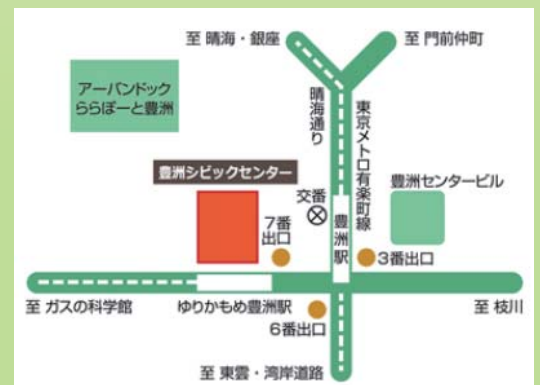 至 晴海・銀座
至 門前仲町
アーバンドック
ららぽーと豊洲
晴海通り
東京メトロ有楽町線
豊洲シビックセンター
豊洲センタービル
交番
7番
出口
豊洲駅
3番出口
至 ガスの科学館
ゆりかもめ豊洲駅
至 枝川
6番出口
至 東雲・湾岸道路